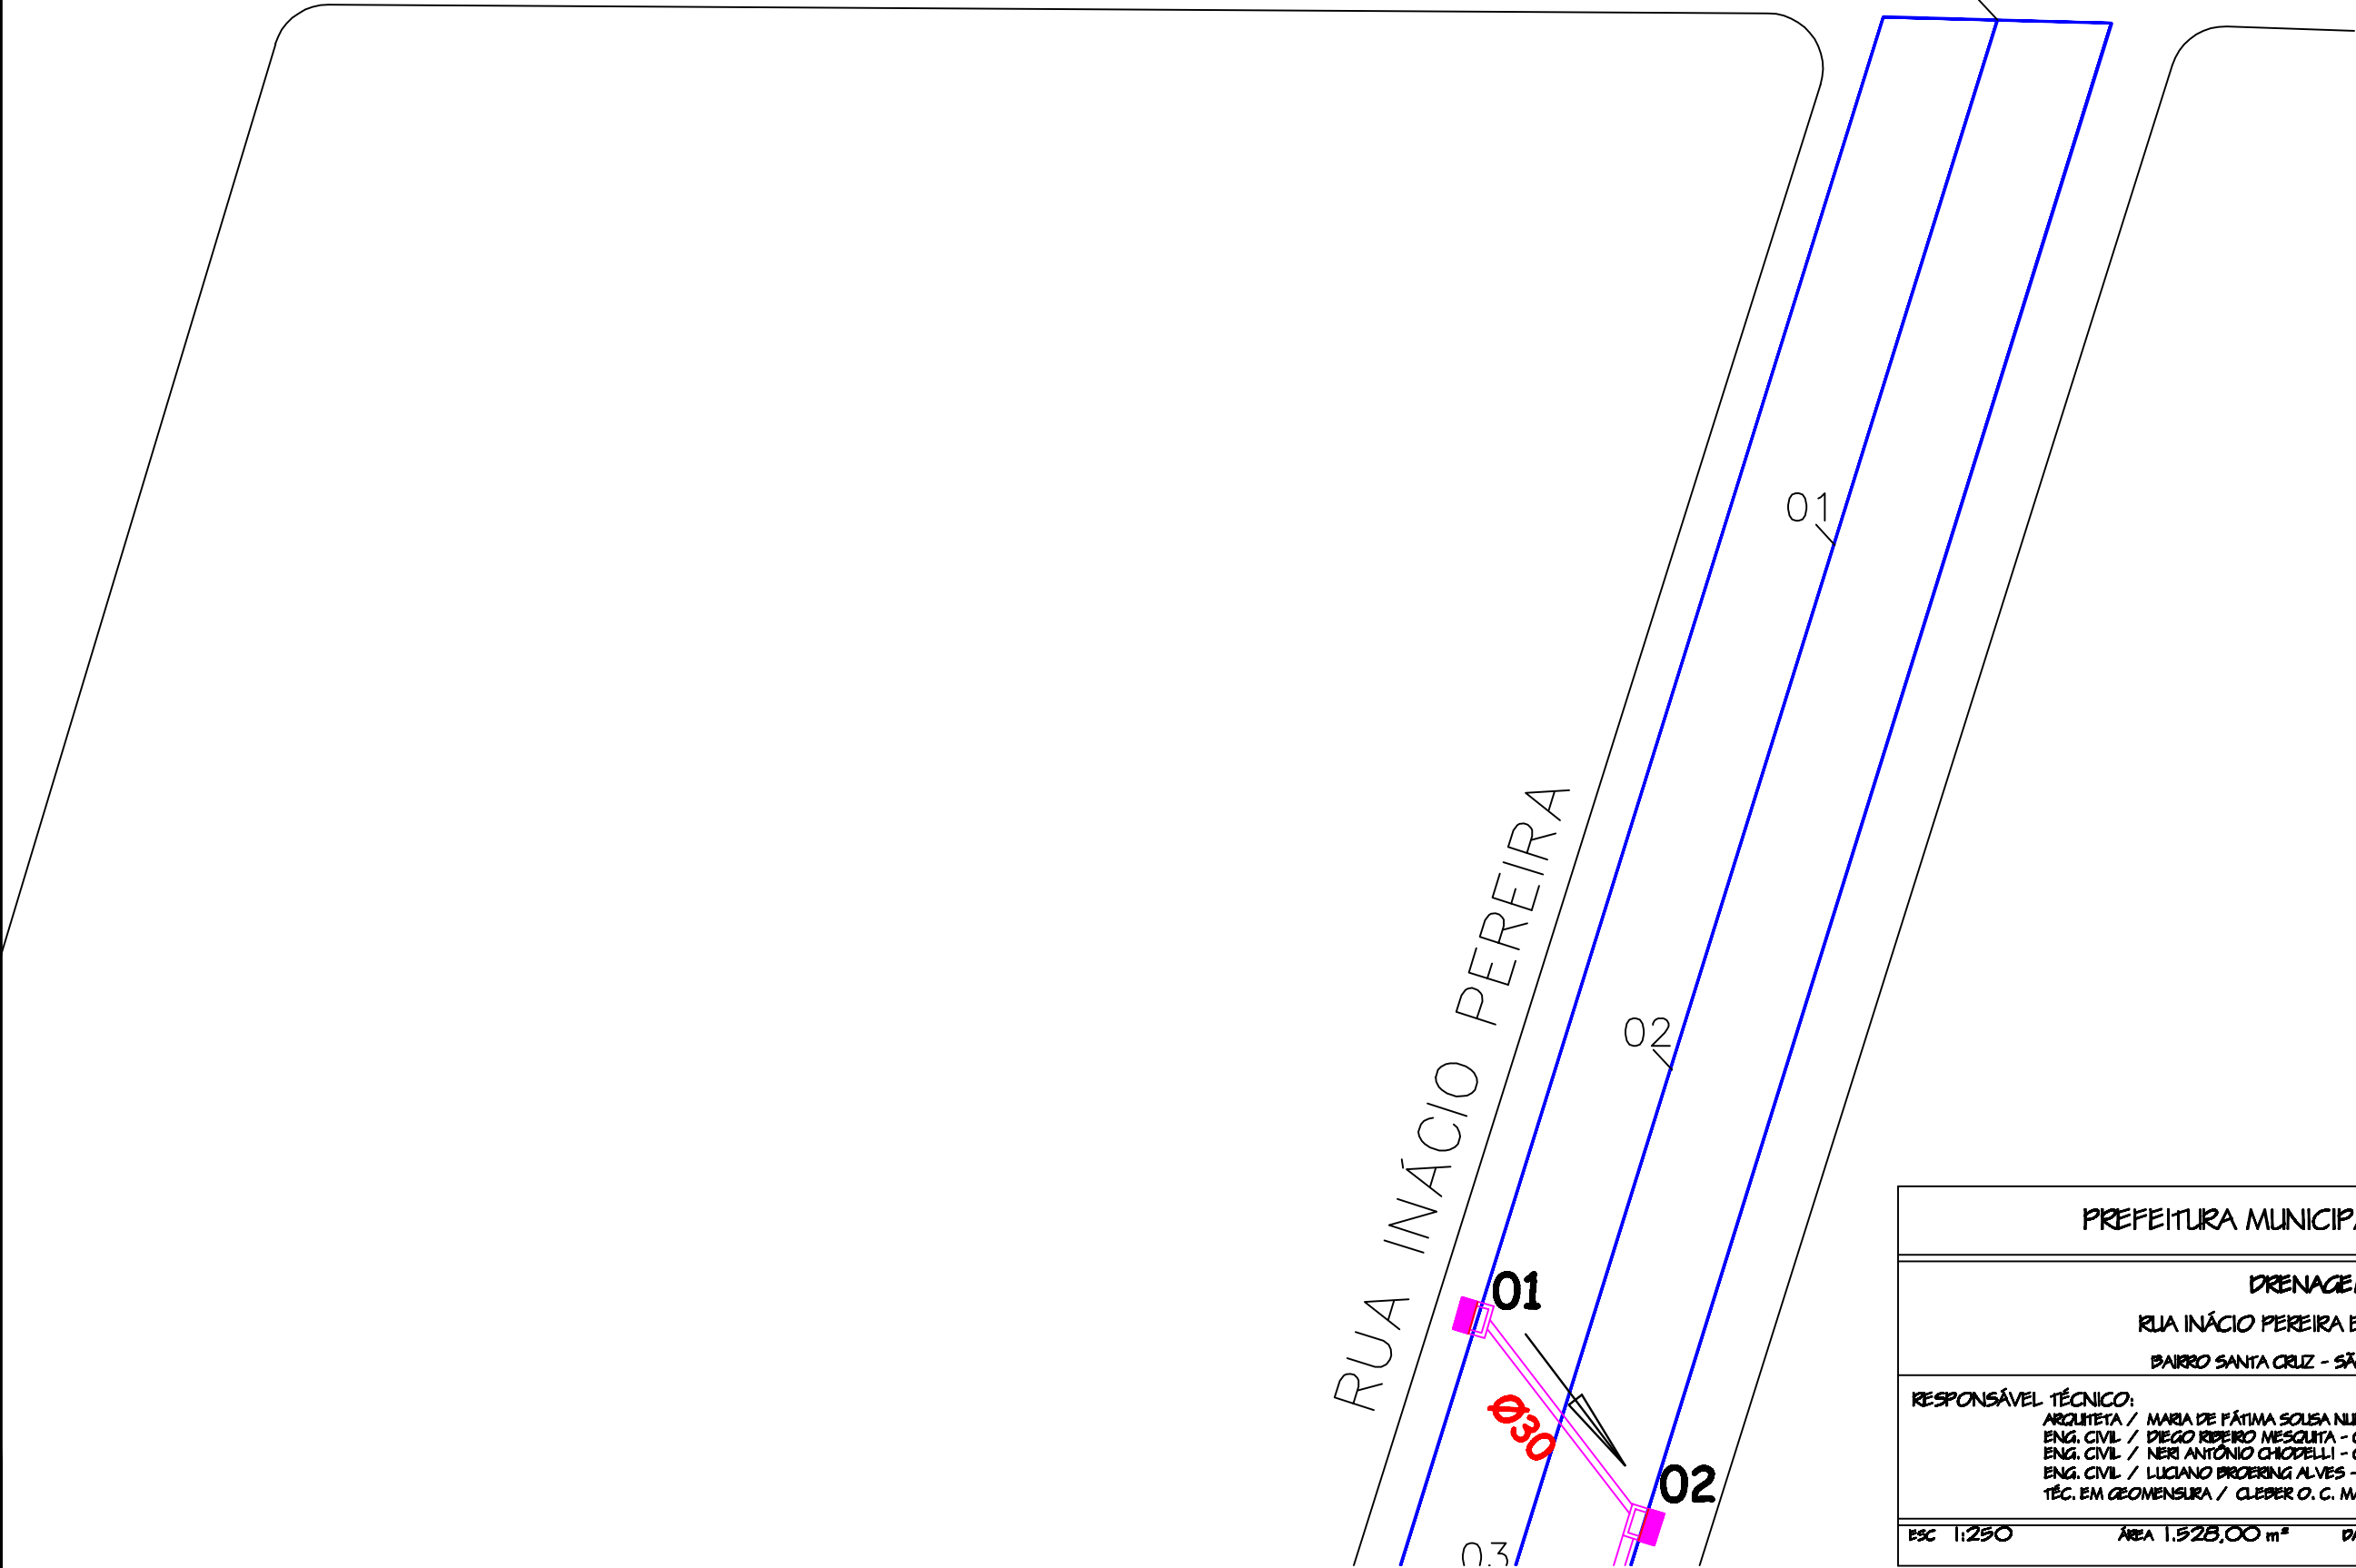 01
02
RUA INÁCIO PEREIRA
01
Ø30
02
03
PREFEITURA MUNICIPA
DRENAGE
RUA INÁCIO PEREIRA E
BAIRRO SANTA CRUZ - SÃ
RESPONSÁVEL TÉCNICO:
ARQUITETA / MARIA DE FÁTIMA SOUSA NU
ENG. CIVIL / DIEGO RIBEIRO MESQUITA -
ENG. CIVIL / NERI ANTÔNIO CHIODELLI -
ENG. CIVIL / LUCIANO BROERING ALVES -
TÉC. EM GEOMENSURA / CLEBER O. C. MA
ESC 1:250 ÁREA 1.528,00 m² DA